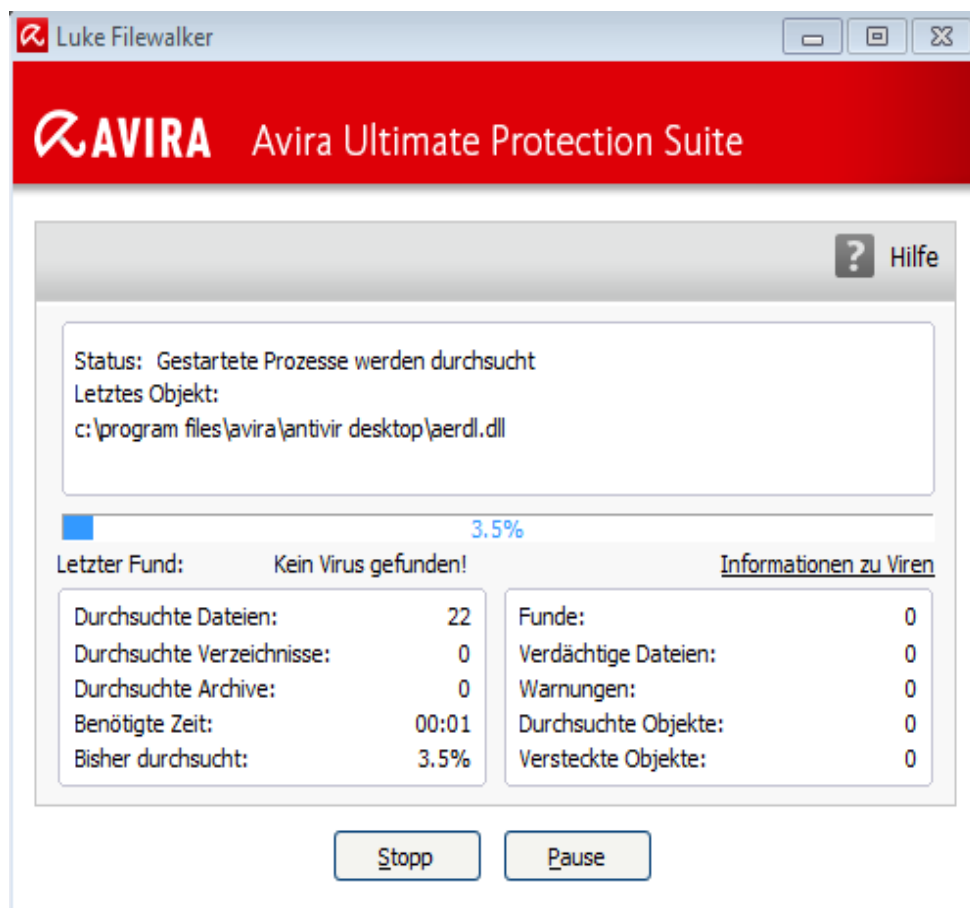 Luke Filewalker
AVIRA Avira Ultimate Protection Suite
? Hilfe
Status: Gestartete Prozesse werden durchsucht
Letztes Objekt:
c:\program files\avira\antivir desktop\aerdl.dll
3.5%
Letzter Fund: Kein Virus gefunden! Informationen zu Viren
Durchsuchte Dateien: 22
Durchsuchte Verzeichnisse: 0
Durchsuchte Archive: 0
Benötigte Zeit: 00:01
Bisher durchsucht: 3.5%
Funde: 0
Verdächtige Dateien: 0
Warnungen: 0
Durchsuchte Objekte: 0
Versteckte Objekte: 0
Stopp Pause